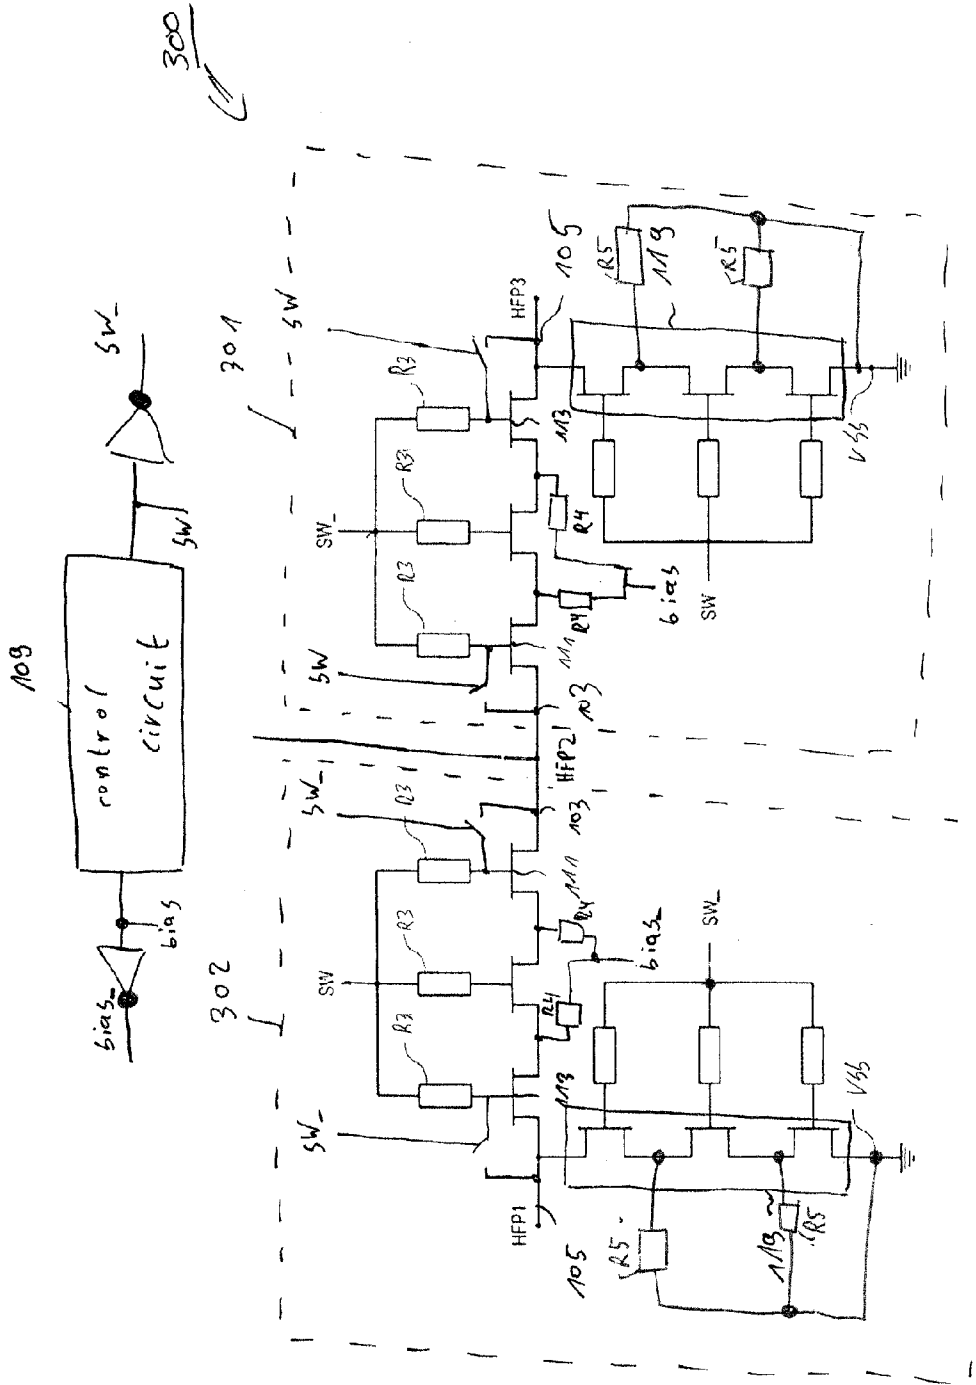 300
109
control
circuit
bias_
bias
SW
SW_
302
301
SW_
SW
SW_
R3
R3
R3
SW
SW_
SW
R3
R3
R3
HFP1
105
113
111
103
HFP2
103
111
113
HFP3
105
R4
R4
bias_
R4
R4
bias
R5
R5
119
VSS
SW_
SW
R5
119
R5
VSS